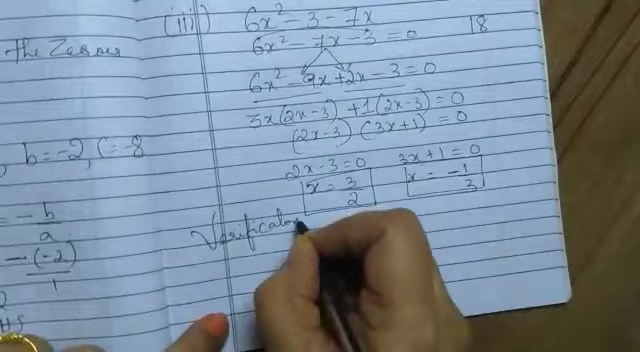 The Zeroes
, b = -2, c = -8
= -b
a
-(-2)
1
(iii) 6x² - 3 - 7x
6x² - 7x - 3 = 0 18
6x² - 9x + 2x - 3 = 0
3x(2x-3) + 1(2x-3) = 0
(2x-3) (3x+1) = 0
2x-3 = 0 3x+1 = 0
x = 3/2 x = -1/3
Verification